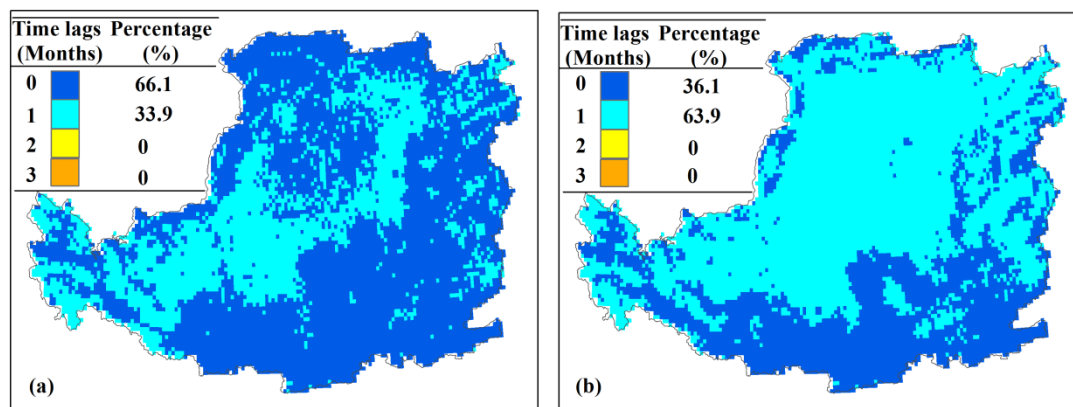 Time lags Percentage
(Months) (%)
0 66.1
1 33.9
2 0
3 0
(a)
Time lags Percentage
(Months) (%)
0 36.1
1 63.9
2 0
3 0
(b)